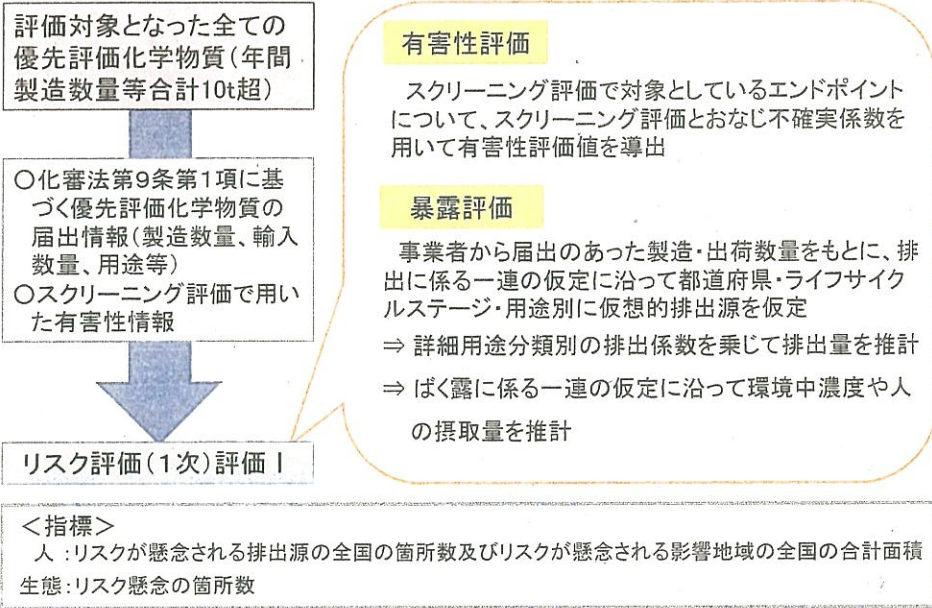 評価対象となった全ての
優先評価化学物質(年間
製造数量等合計10t超)
○化審法第9条第1項に基
づく優先評価化学物質の
届出情報(製造数量、輸入
数量、用途等)
○スクリーニング評価で用い
た有害性情報
リスク評価(1次)評価Ⅰ
有害性評価
スクリーニング評価で対象としているエンドポイント
について、スクリーニング評価とおなじ不確実係数を
用いて有害性評価値を導出
暴露評価
事業者から届出のあった製造・出荷数量をもとに、排
出に係る一連の仮定に沿って都道府県・ライフサイク
ルステージ・用途別に仮想的排出源を仮定
⇒ 詳細用途分類別の排出係数を乗じて排出量を推計
⇒ ばく露に係る一連の仮定に沿って環境中濃度や人
の摂取量を推計
<指標>
人:リスクが懸念される排出源の全国の箇所数及びリスクが懸念される影響地域の全国の合計面積
生態:リスク懸念の箇所数